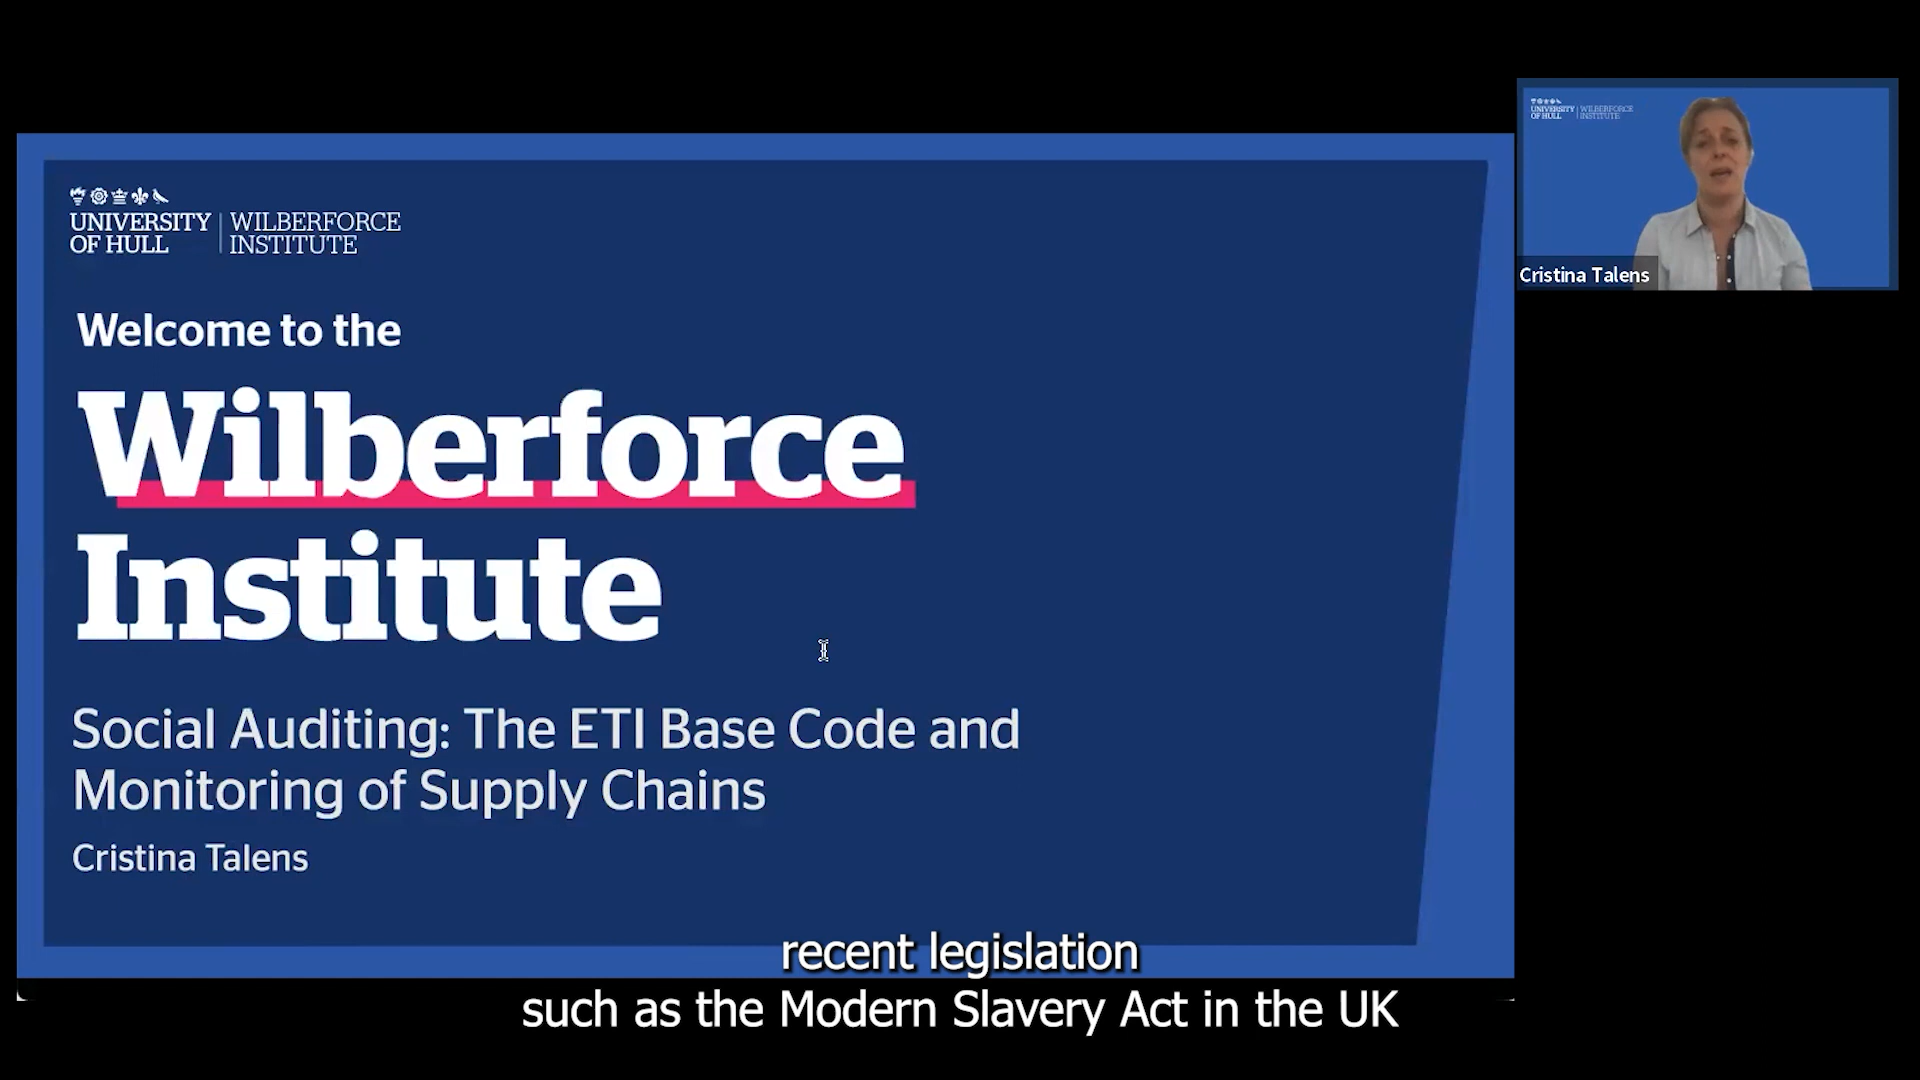 UNIVERSITY OF HULL
WILBERFORCE INSTITUTE
Welcome to the
Wilberforce
Institute
Social Auditing: The ETI Base Code and
Monitoring of Supply Chains
Cristina Talens
UNIVERSITY OF HULL
WILBERFORCE INSTITUTE
Cristina Talens
recent legislation
such as the Modern Slavery Act in the UK